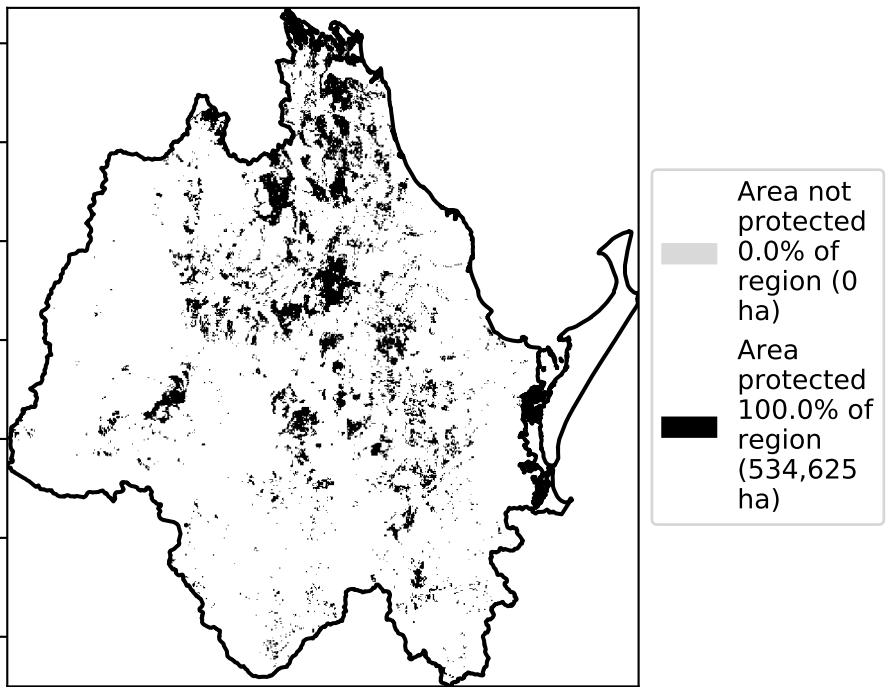 Area not
protected
0.0% of
region (0
ha)
Area
protected
100.0% of
region
(534,625
ha)